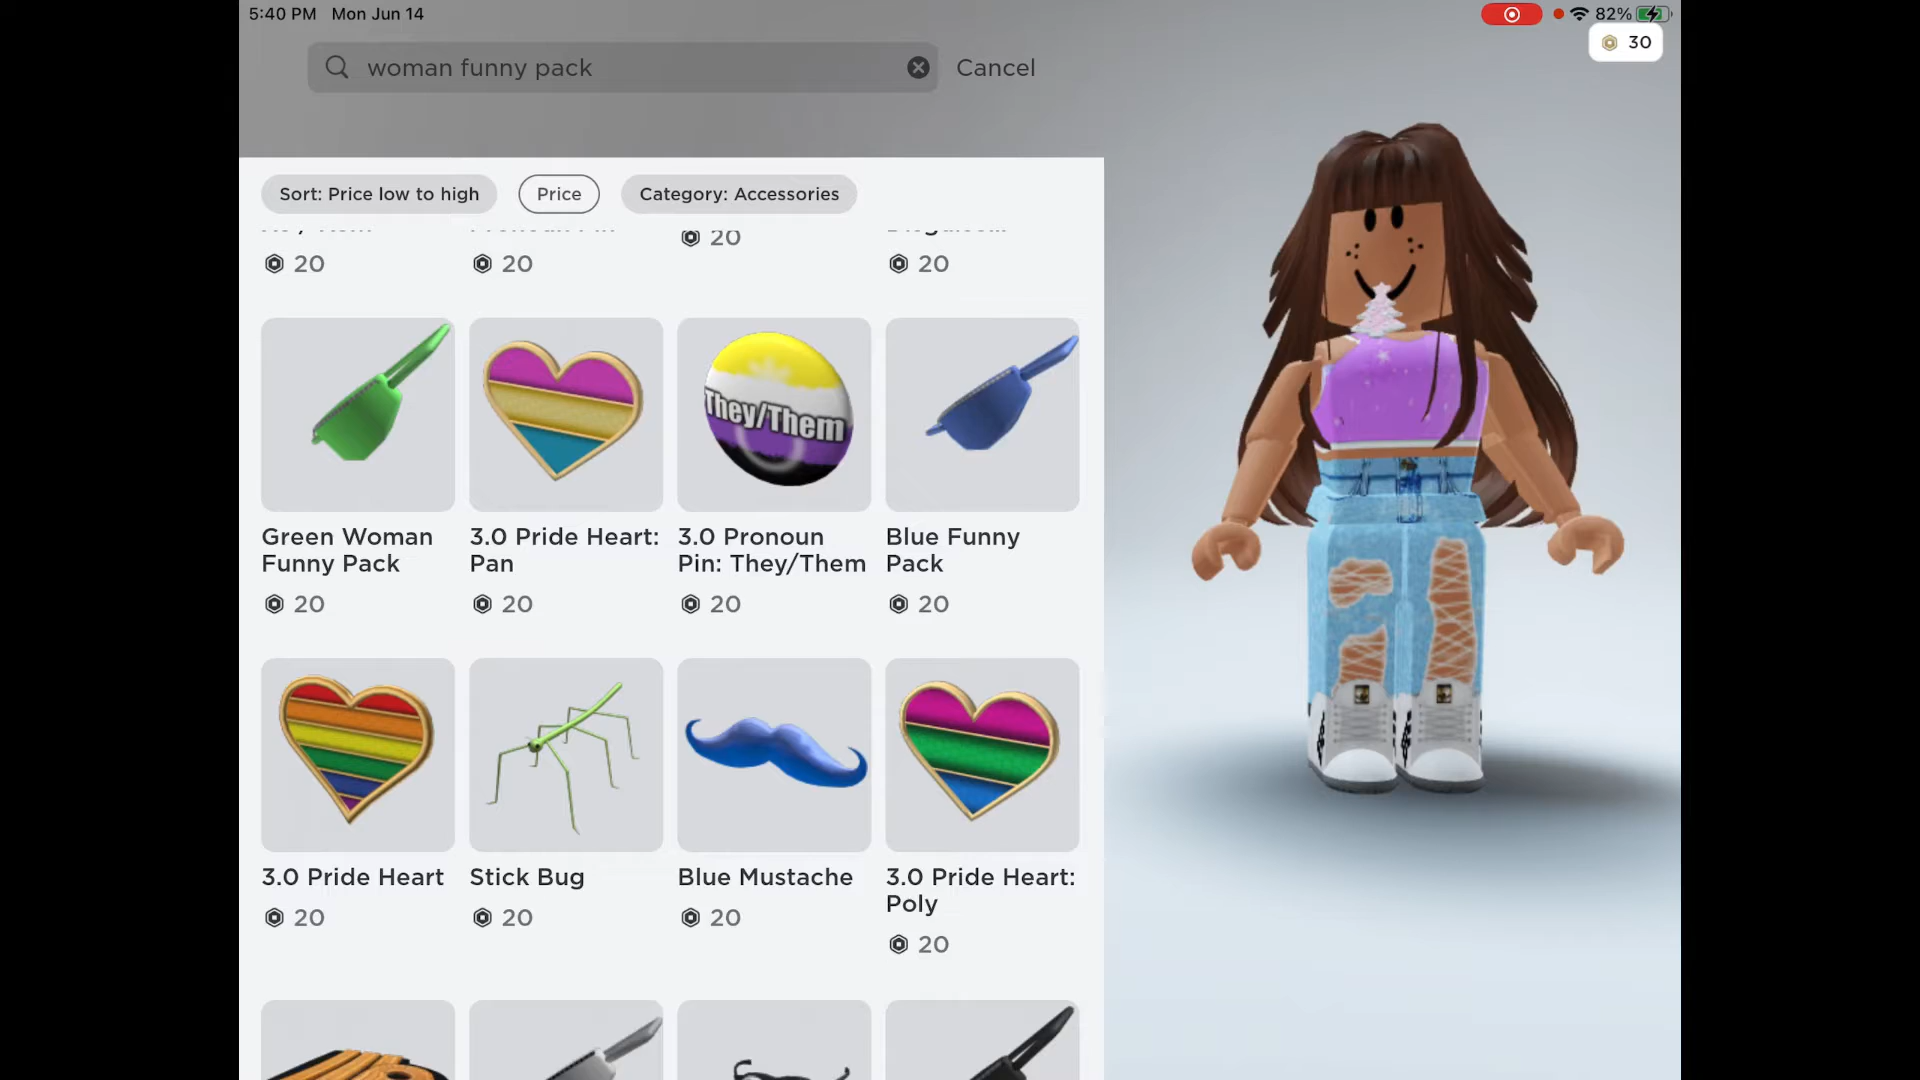 5:40 PM Mon Jun 14
82%
30
woman funny pack
Cancel
Sort: Price low to high
Price
Category: Accessories
20
20
20
20
They/Them
Green Woman
Funny Pack
20
3.0 Pride Heart:
Pan
20
3.0 Pronoun
Pin: They/Them
20
Blue Funny
Pack
20
3.0 Pride Heart
20
Stick Bug
20
Blue Mustache
20
3.0 Pride Heart:
Poly
20